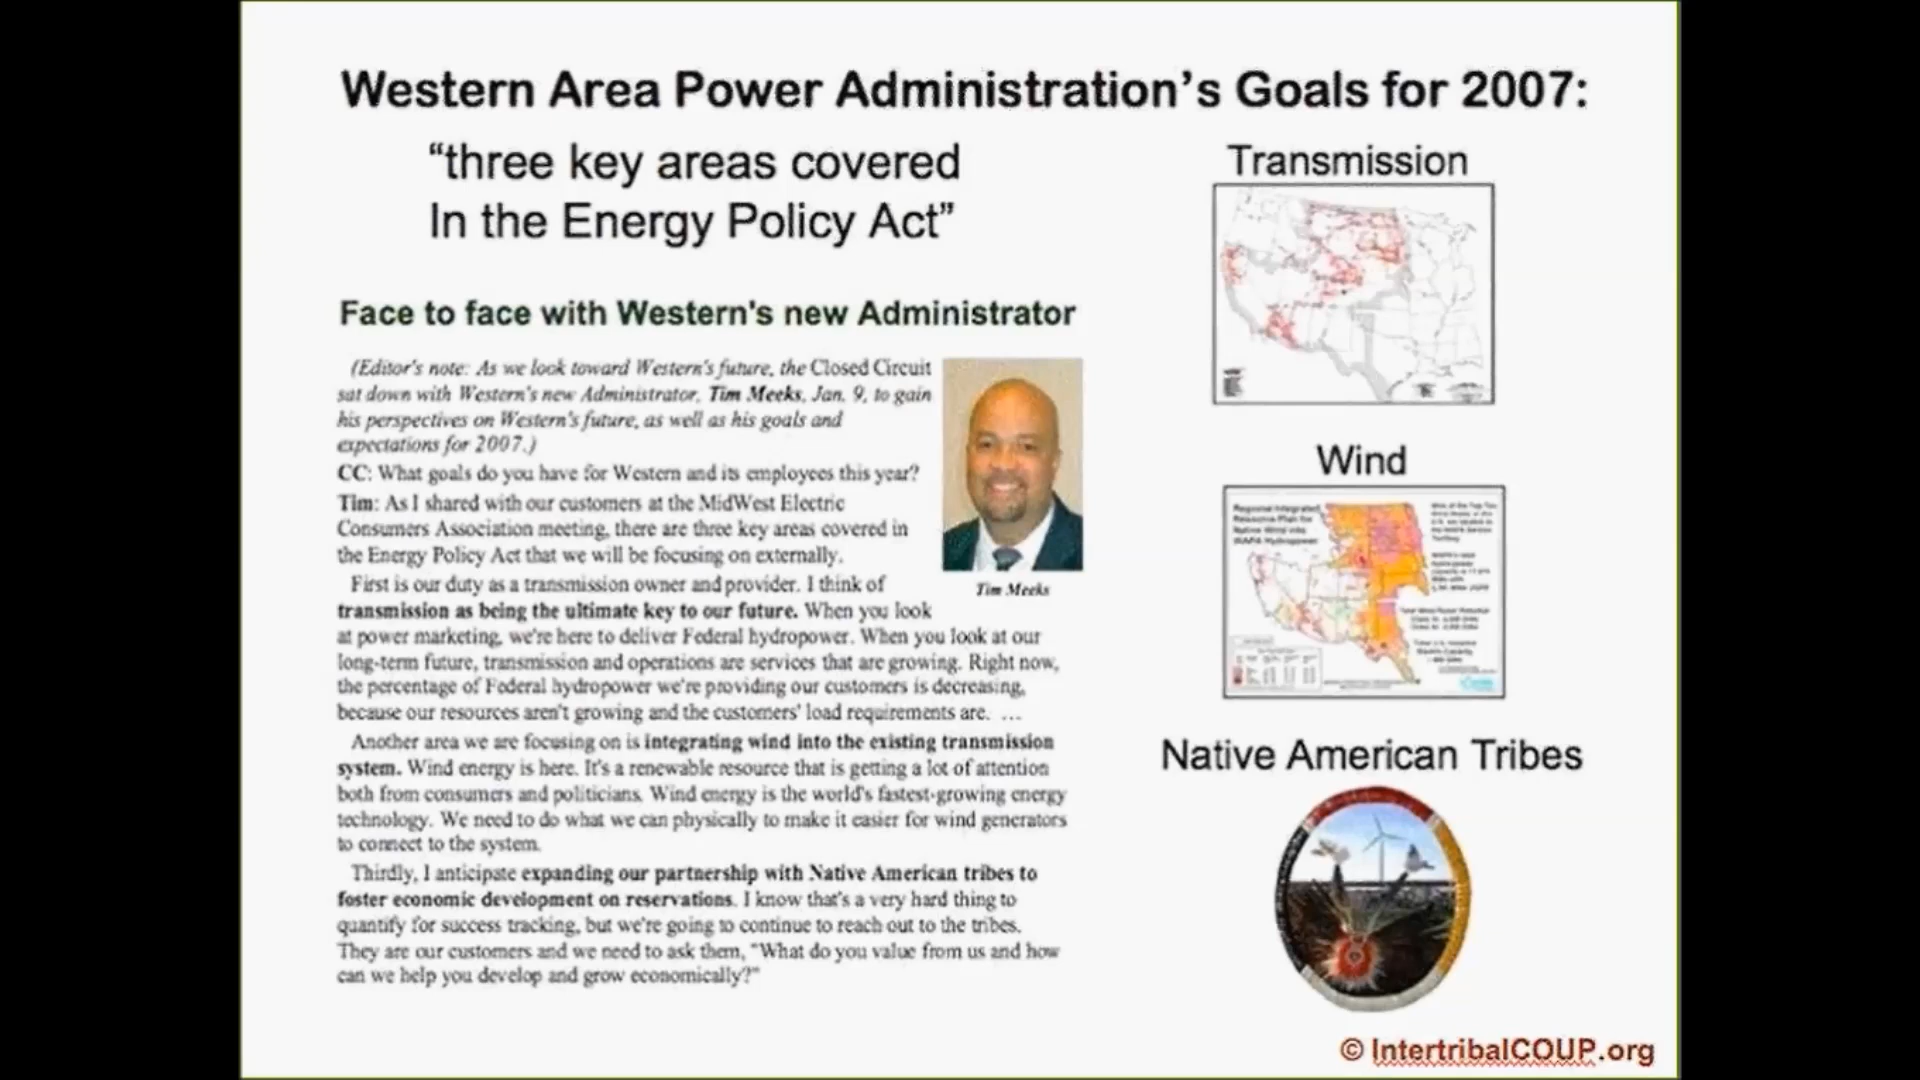 Western Area Power Administration's Goals for 2007:
“three key areas covered
In the Energy Policy Act”
Face to face with Western's new Administrator
(Editor's note: As we look toward Western's future, the Closed Circuit
sat down with Western's new Administrator, Tim Meeks, Jan. 9, to gain
his perspectives on Western's future, as well as his goals and
expectations for 2007.)
CC: What goals do you have for Western and its employees this year?
Tim: As I shared with our customers at the MidWest Electric
Consumers Association meeting, there are three key areas covered in
the Energy Policy Act that we will be focusing on externally.
First is our duty as a transmission owner and provider. I think of
transmission as being the ultimate key to our future. When you look
at power marketing, we're here to deliver Federal hydropower. When you look at our
long-term future, transmission and operations are services that are growing. Right now,
the percentage of Federal hydropower we're providing our customers is decreasing,
because our resources aren't growing and the customers' load requirements are. ...
Another area we are focusing on is integrating wind into the existing transmission
system. Wind energy is here. It's a renewable resource that is getting a lot of attention
both from consumers and politicians. Wind energy is the world's fastest-growing energy
technology. We need to do what we can physically to make it easier for wind generators
to connect to the system.
Thirdly, I anticipate expanding our partnership with Native American tribes to
foster economic development on reservations. I know that's a very hard thing to
quantify for success tracking, but we're going to continue to reach out to the tribes.
They are our customers and we need to ask them, "What do you value from us and how
can we help you develop and grow economically?"
Tim Meeks
Transmission
Wind
Regional Integrated
Resource Plan for
Native Wind into
WAPA Hydropower
Native American Tribes
© IntertribalCOUP.org